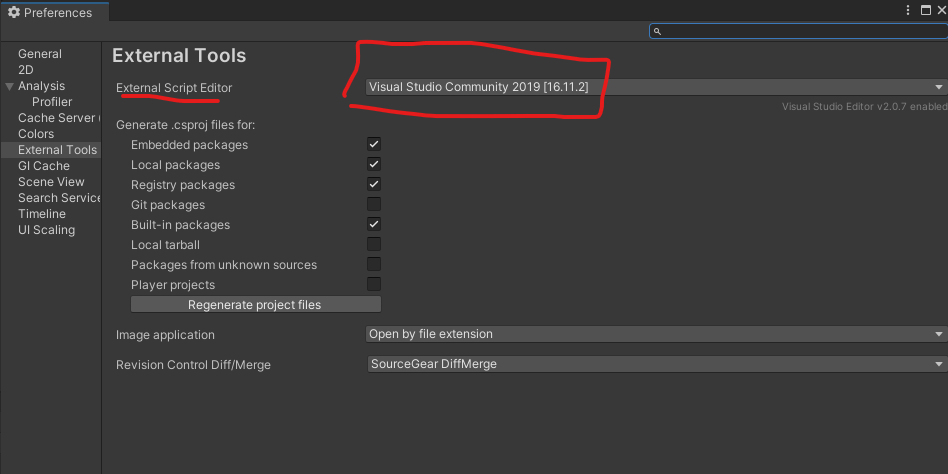 Preferences
External Tools
General
2D
Analysis
Profiler
Cache Server (
Colors
External Tools
GI Cache
Scene View
Search Service
Timeline
UI Scaling
External Script Editor
Visual Studio Community 2019 [16.11.2]
Visual Studio Editor v2.0.7 enabled
Generate .csproj files for:
Embedded packages
Local packages
Registry packages
Git packages
Built-in packages
Local tarball
Packages from unknown sources
Player projects
Regenerate project files
Image application
Open by file extension
Revision Control Diff/Merge
SourceGear DiffMerge